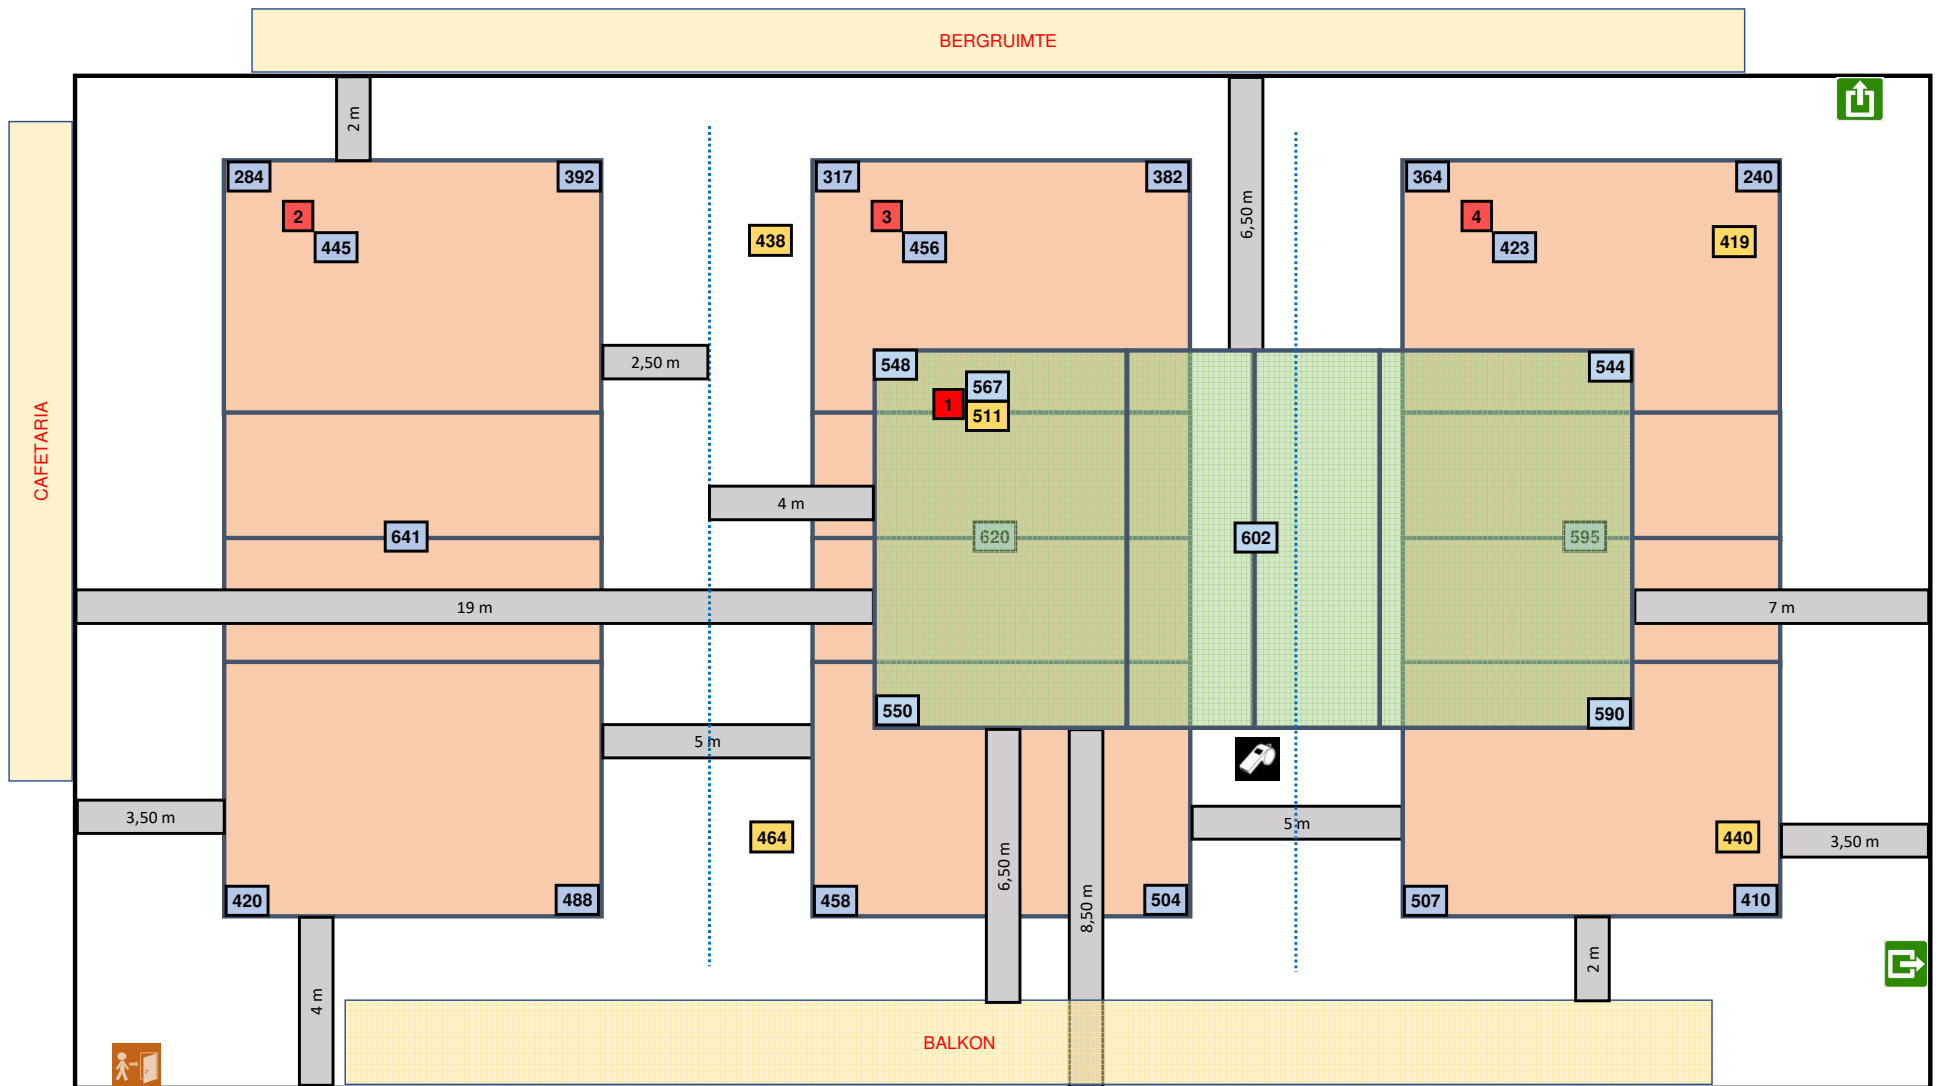 BERGRUIMTE
2 m
284
392
317
382
364
240
2
445
438
3
456
6,50 m
4
423
419
2,50 m
548
544
567
1
511
CAFETARIA
4 m
641
620
602
595
19 m
7 m
550
590
5 m
3,50 m
464
5 m
440
3,50 m
6,50 m
8,50 m
420
488
458
504
507
410
4 m
2 m
BALKON